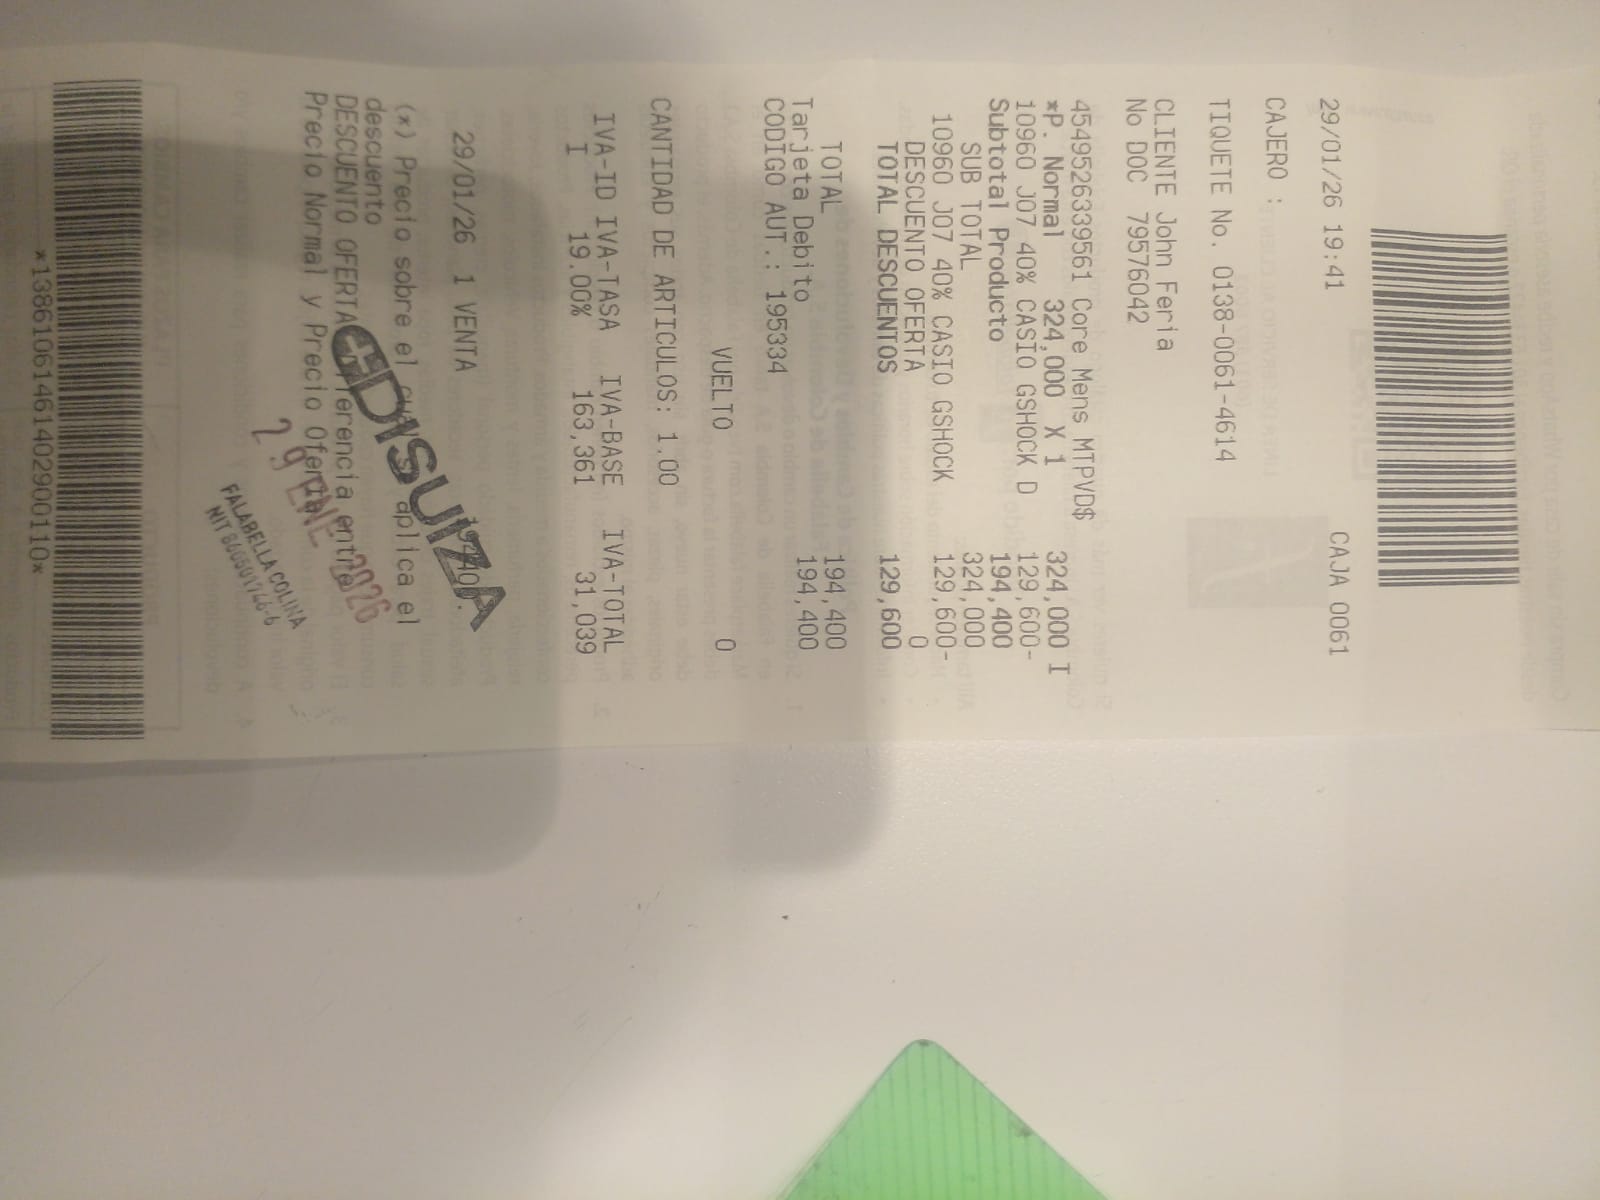 29/01/26 19:41 CAJA 0061
CAJERO :
TIQUETE No. 0138-0061-4614
CLIENTE John Feria
No DOC 79576042
4549526339561 Core Mens MTPVD$
*P. Normal 324,000 X 1 324,000 I
10960 J07 40% CASIO GSHOCK D 129,600-
Subtotal Producto 194,400
SUB TOTAL 324,000
10960 J07 40% CASIO GSHOCK 129,600-
DESCUENTO OFERTA 0
TOTAL DESCUENTOS 129,600
TOTAL 194,400
Tarjeta Debito 194,400
CODIGO AUT.: 195334
VUELTO 0
CANTIDAD DE ARTICULOS: 1.00
IVA-ID IVA-TASA IVA-BASE IVA-TOTAL
I 19.00% 163,361 31,039
29/01/26 1 VENTA
(*) Precio sobre el aplica el
descuento
DESCUENTO OFERTA erencia entre
Precio Normal y Precio Oferta
DISUIZA
29 ENE 2026
FALABELLA COLINA
*138610614614029001​10*